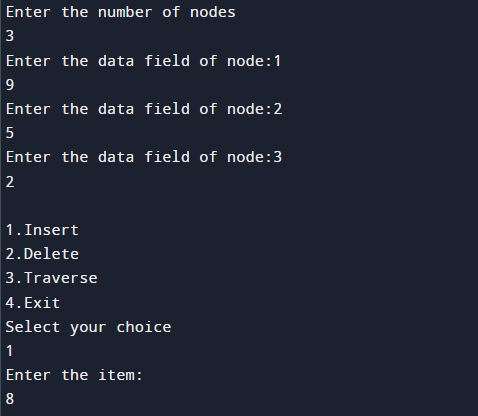 Enter the number of nodes
3
Enter the data field of node:1
9
Enter the data field of node:2
5
Enter the data field of node:3
2
1.Insert
2.Delete
3.Traverse
4.Exit
Select your choice
1
Enter the item:
8